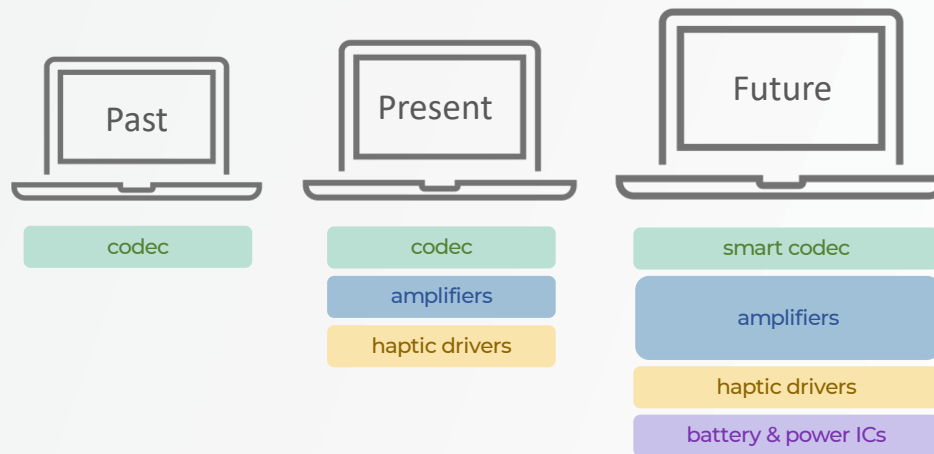 Past
Present
Future
codec
codec
amplifiers
haptic drivers
smart codec
amplifiers
haptic drivers
battery & power ICs